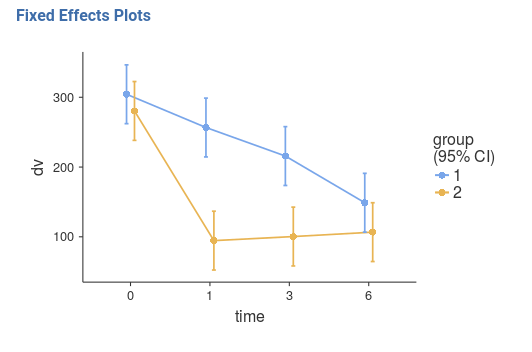 Fixed Effects Plots
300
200
100
dv
0 1 3 6
time
group
(95% CI)
1
2